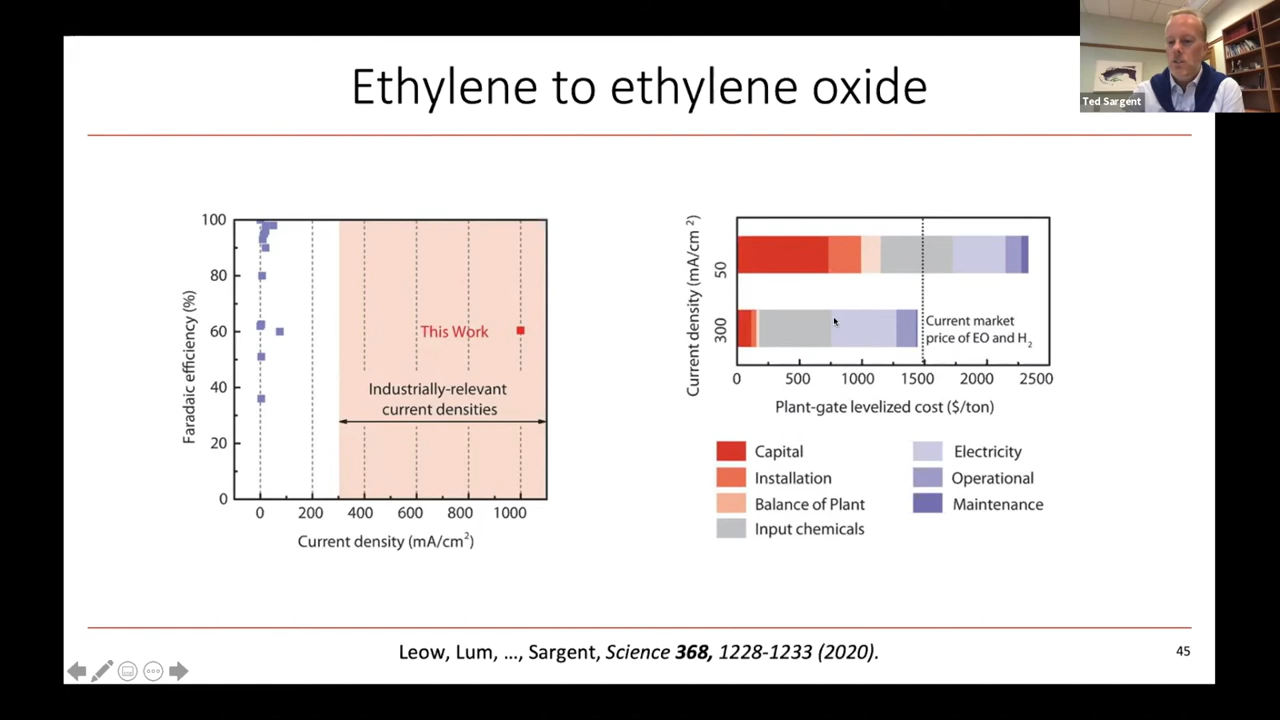 Ted Sargent
Ethylene to ethylene oxide
100
80
60
40
20
0
Faradaic efficiency (%)
This Work
Industrially-relevant
current densities
0 200 400 600 800 1000
Current density (mA/cm²)
Current density (mA/cm ²)
50
300
Current market
price of EO and H₂
0 500 1000 1500 2000 2500
Plant-gate levelized cost ($/ton)
Capital
Installation
Balance of Plant
Input chemicals
Electricity
Operational
Maintenance
Leow, Lum, ..., Sargent, Science 368, 1228-1233 (2020).
45